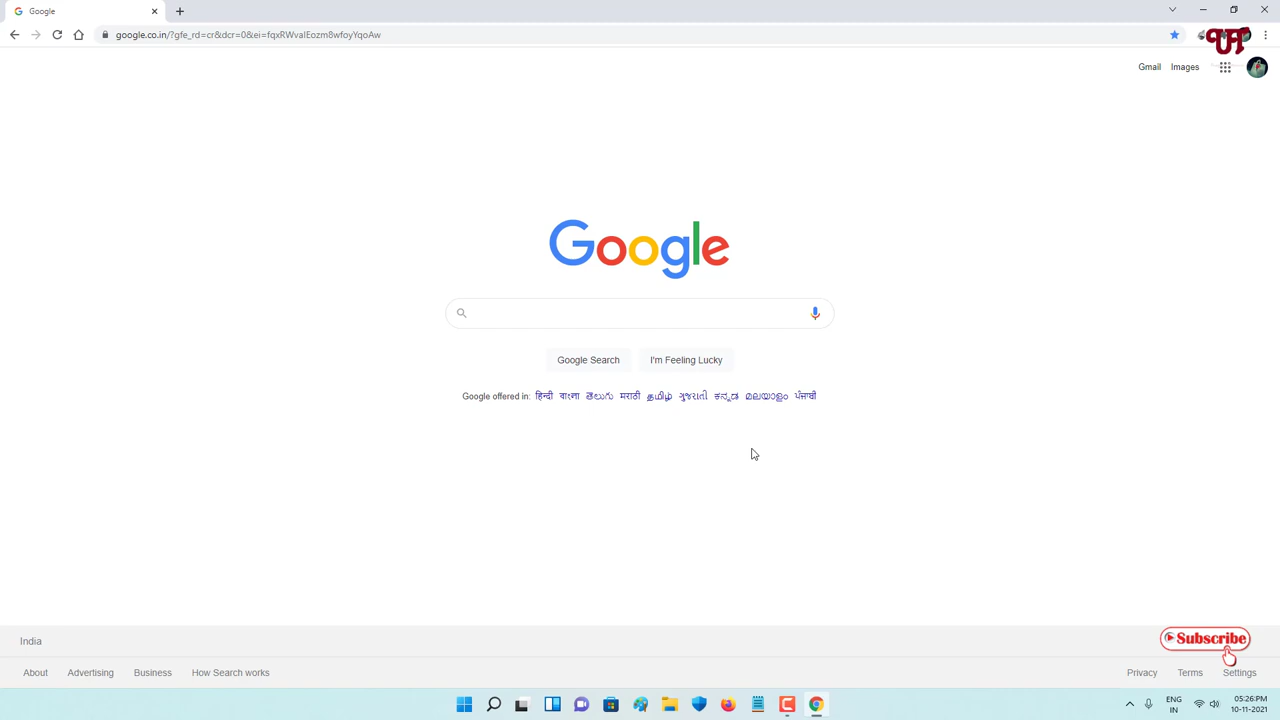 Google
google.co.in/?gfe_rd=cr&dcr=0&ei=fqxRWvaIEozm8wfoyYqoAw
UT
Gmail Images
Google
Google Search I'm Feeling Lucky
Google offered in: हिन्दी বাংলা తెలుగు मराठी தமிழ் ગુજરાતી ಕನ್ನಡ മലയാളം ਪੰਜਾਬੀ
India
Subscribe
About Advertising Business How Search works Privacy Terms Settings
ENG 05:26:PM
IN 10-11-2021